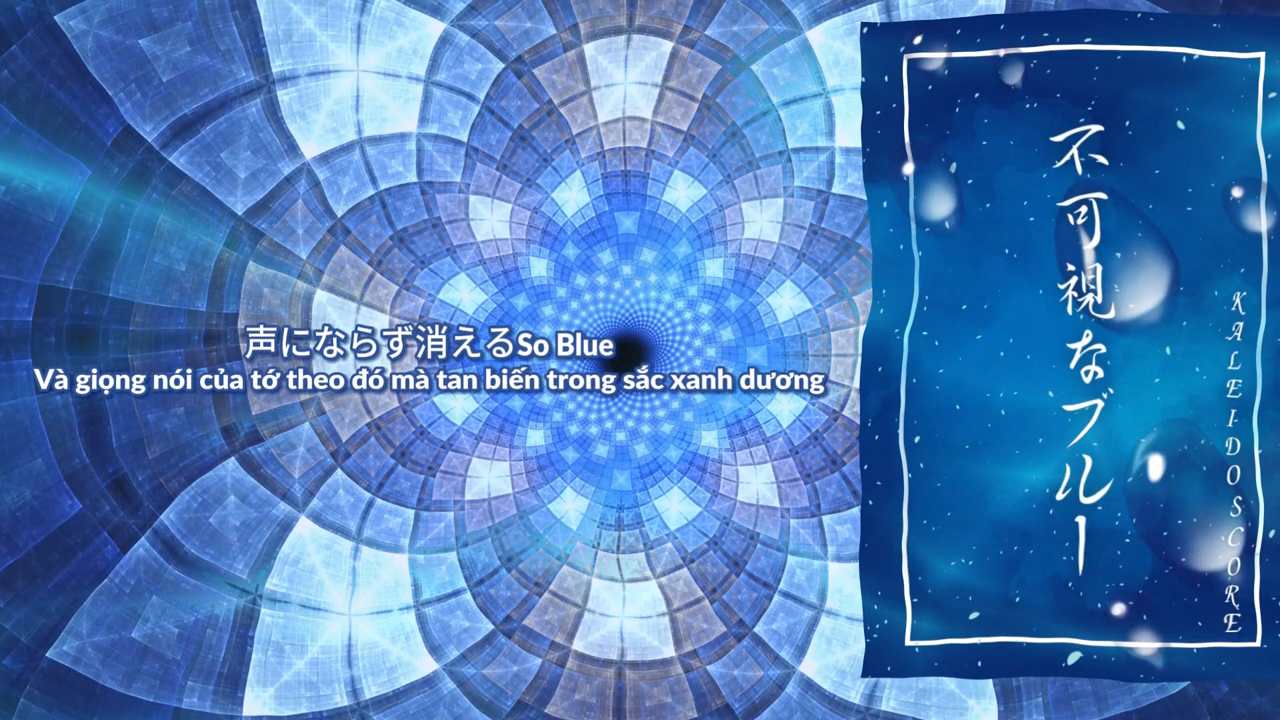 声にならず消えるSo Blue
Và giọng nói của tớ theo đó mà tan biến trong sắc xanh dương
不可視なブルー
KALEIDOSCORE